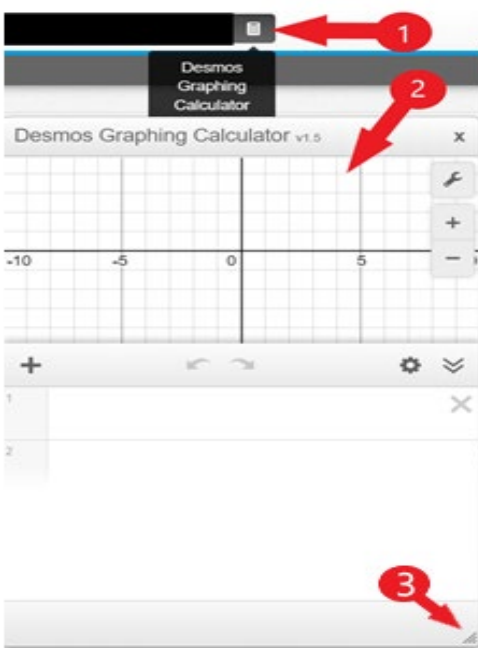 1
Desmos
Graphing
Calculator
2
Desmos Graphing Calculator v1.5 x
+
-10 -5 0 5 −
+
1
2
3